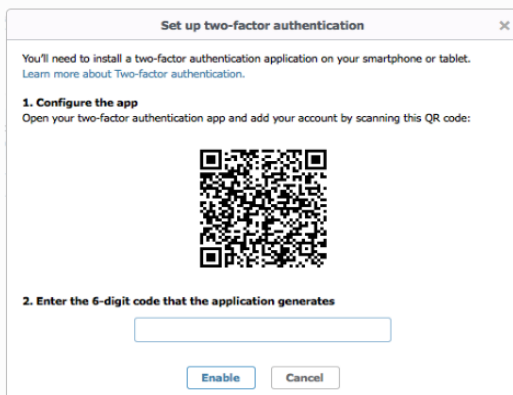 Set up two-factor authentication
You'll need to install a two-factor authentication application on your smartphone or tablet.
Learn more about Two-factor authentication.
1. Configure the app
Open your two-factor authentication app and add your account by scanning this QR code:
2. Enter the 6-digit code that the application generates
Enable Cancel